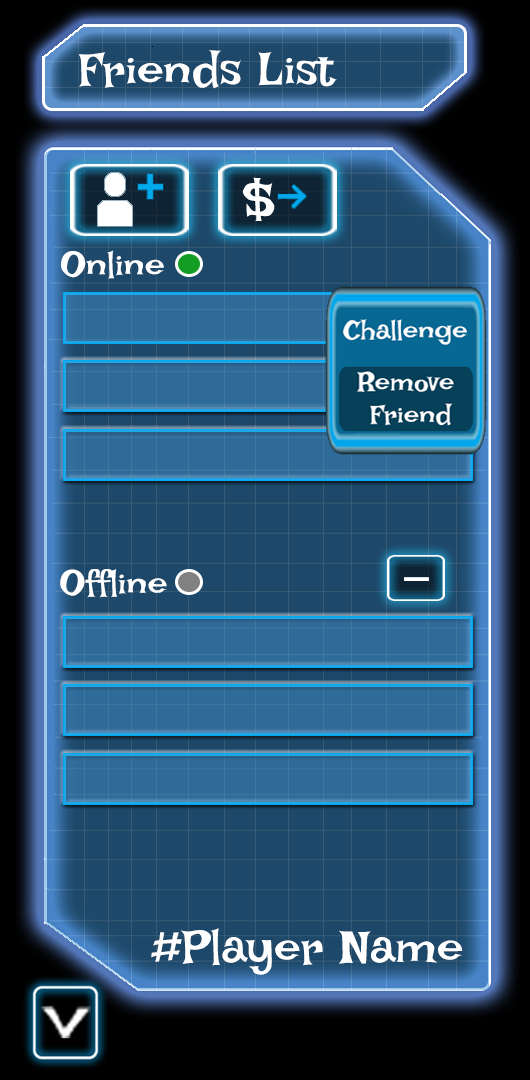 Friends List
$
Online
Challenge
Remove
Friend
Offline
#Player Name